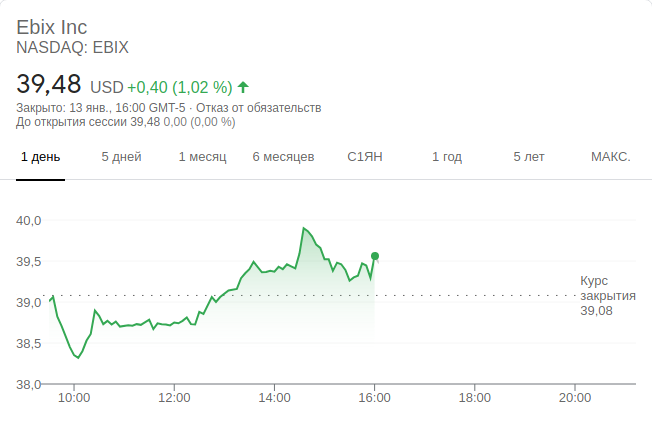 Ebix Inc
NASDAQ: EBIX
39,48 USD +0,40 (1,02 %)
Закрыто: 13 янв., 16:00 GMT-5 · Отказ от обязательств
До открытия сессии 39,48 0,00 (0,00 %)
1 день 5 дней 1 месяц 6 месяцев С1ЯН 1 год 5 лет МАКС.
40,0
39,5
39,0
38,5
38,0
Курс
закрытия
39,08
10:00 12:00 14:00 16:00 18:00 20:00